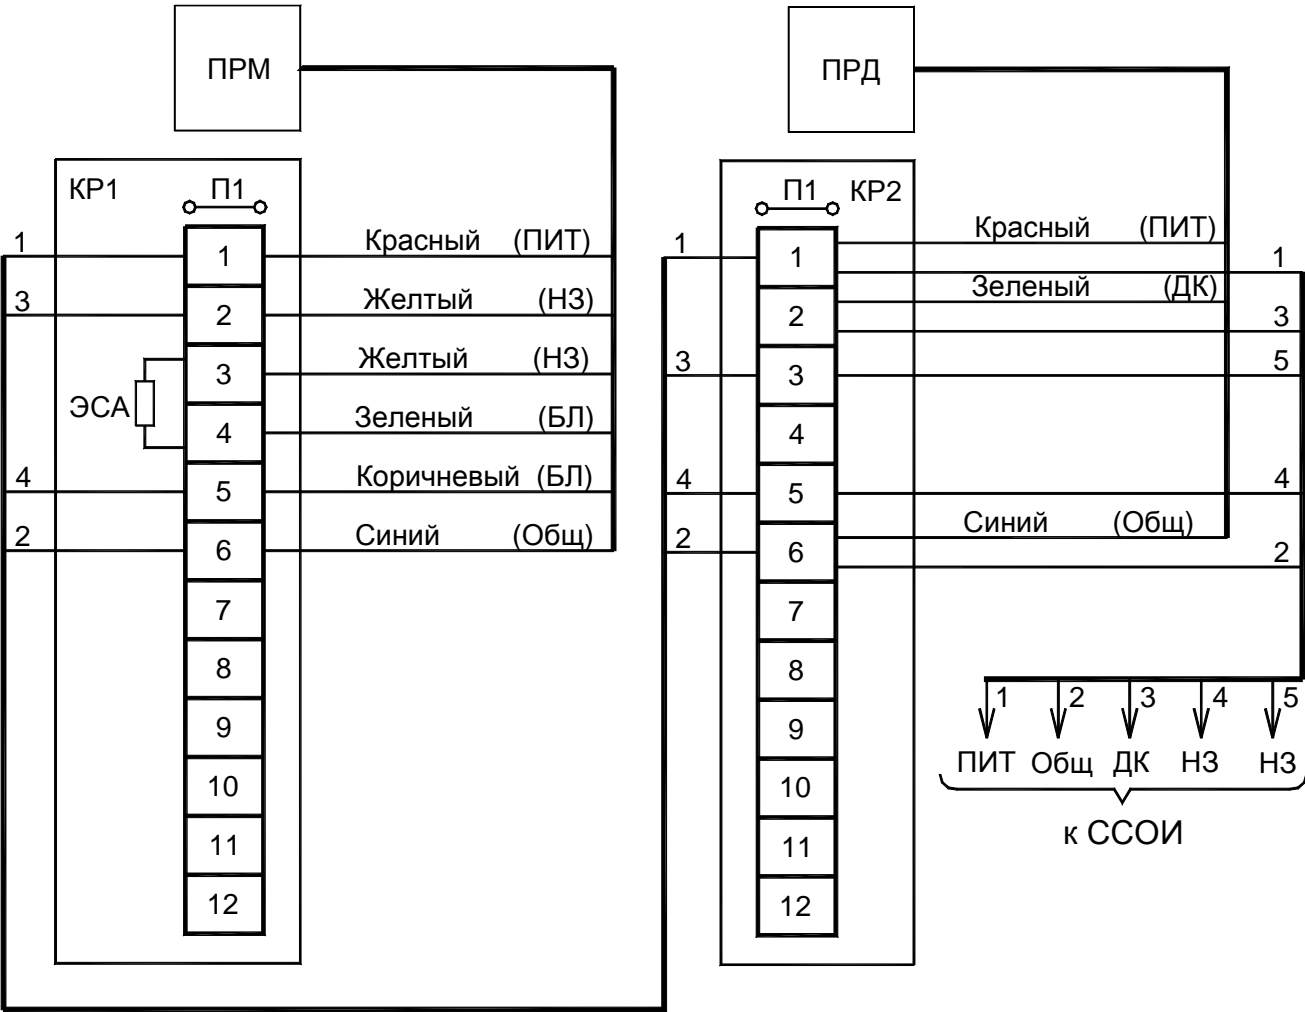 ПРМ
ПРД
КР1 П1
1 1 Красный (ПИТ)
3 2 Желтый (НЗ)
3 Желтый (НЗ)
ЭСА
4 Зеленый (БЛ)
4 5 Коричневый (БЛ)
2 6 Синий (Общ)
7
8
9
10
11
12
П1 КР2
Красный (ПИТ)
1 1 1
Зеленый (ДК)
2 3
3 3 5
4
4 5 4
Синий (Общ)
2 6 2
7
8
9
10
11
12
1 2 3 4 5
ПИТ Общ ДК НЗ НЗ
к ССОИ